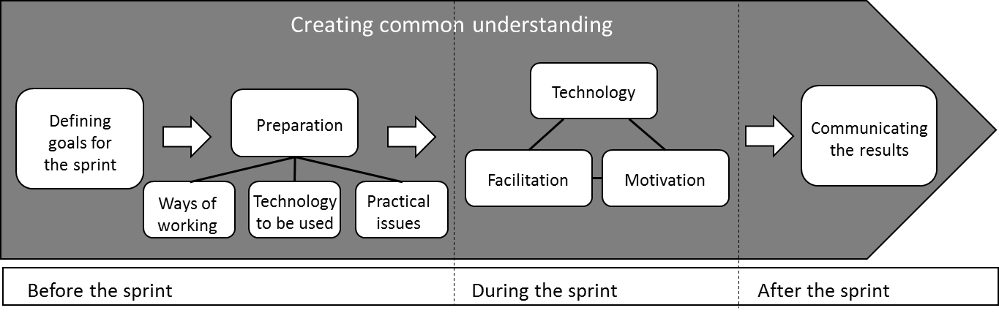 Creating common understanding
Defining
goals for
the sprint
Preparation
Ways of
working
Technology
to be used
Practical
issues
Technology
Facilitation
Motivation
Communicating
the results
Before the sprint
During the sprint
After the sprint